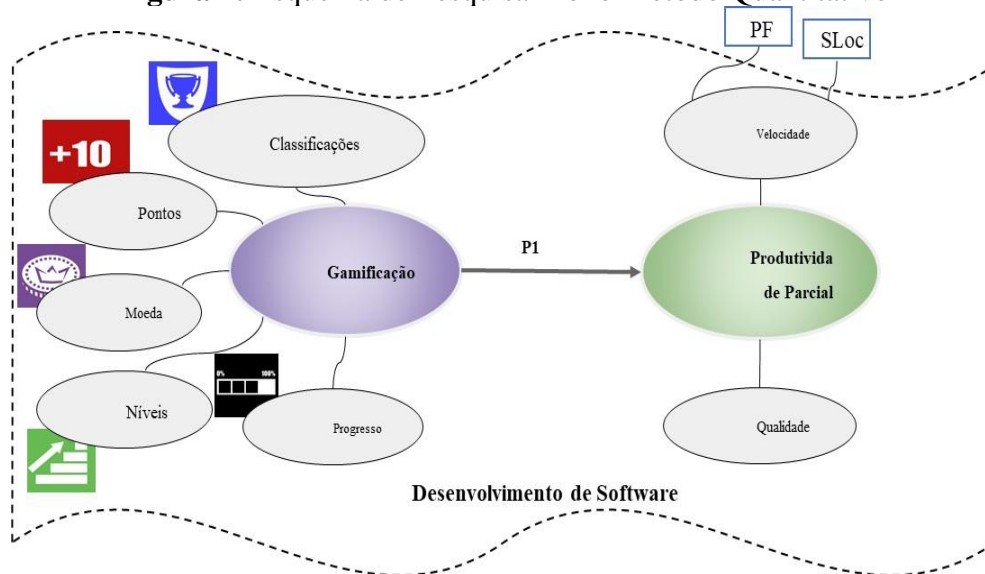 PF
SLoc
Classificações
Velocidade
+10
Pontos
P1
Gamificação
Produtivida
de Parcial
Moeda
0%
100%
Níveis
Progresso
Qualidade
Desenvolvimento de Software